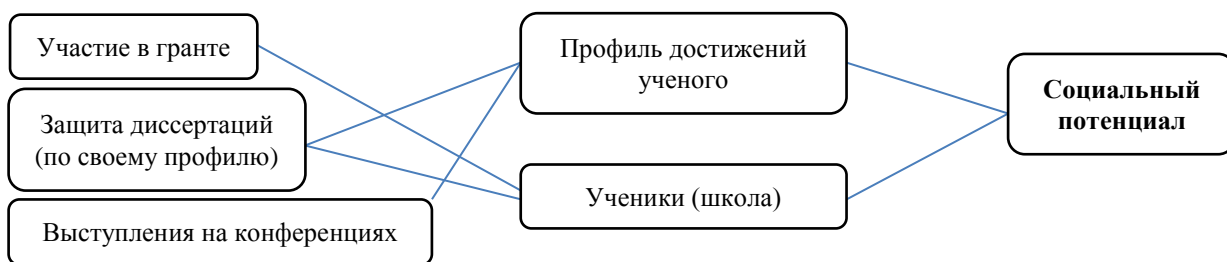 Участие в гранте
Защита диссертаций
(по своему профилю)
Выступления на конференциях
Профиль достижений
ученого
Ученики (школа)
Социальный
потенциал